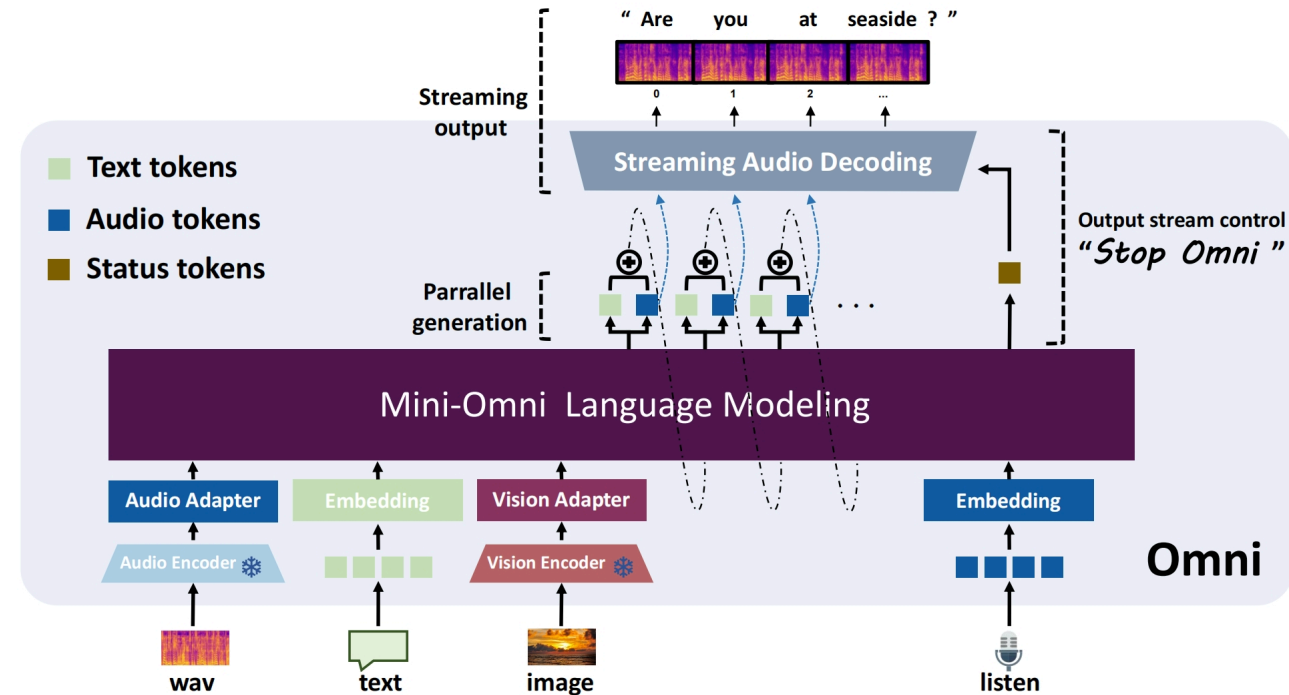 “ Are you at seaside ? ”
0 1 2 ...
Streaming
output
Streaming Audio Decoding
Text tokens
Audio tokens
Status tokens
Output stream control
“Stop Omni ”
Parrallel
generation
. . .
Mini-Omni Language Modeling
Audio Adapter
Embedding
Vision Adapter
Embedding
Audio Encoder
Vision Encoder
Omni
wav
text
image
listen